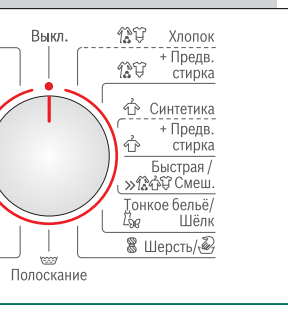 Выкл.
Хлопок
+ Предв.
стирка
Синтетика
+ Предв.
стирка
Быстрая /
Смеш.
Тонкое бельё/
Шёлк
Шерсть/
Полоскание